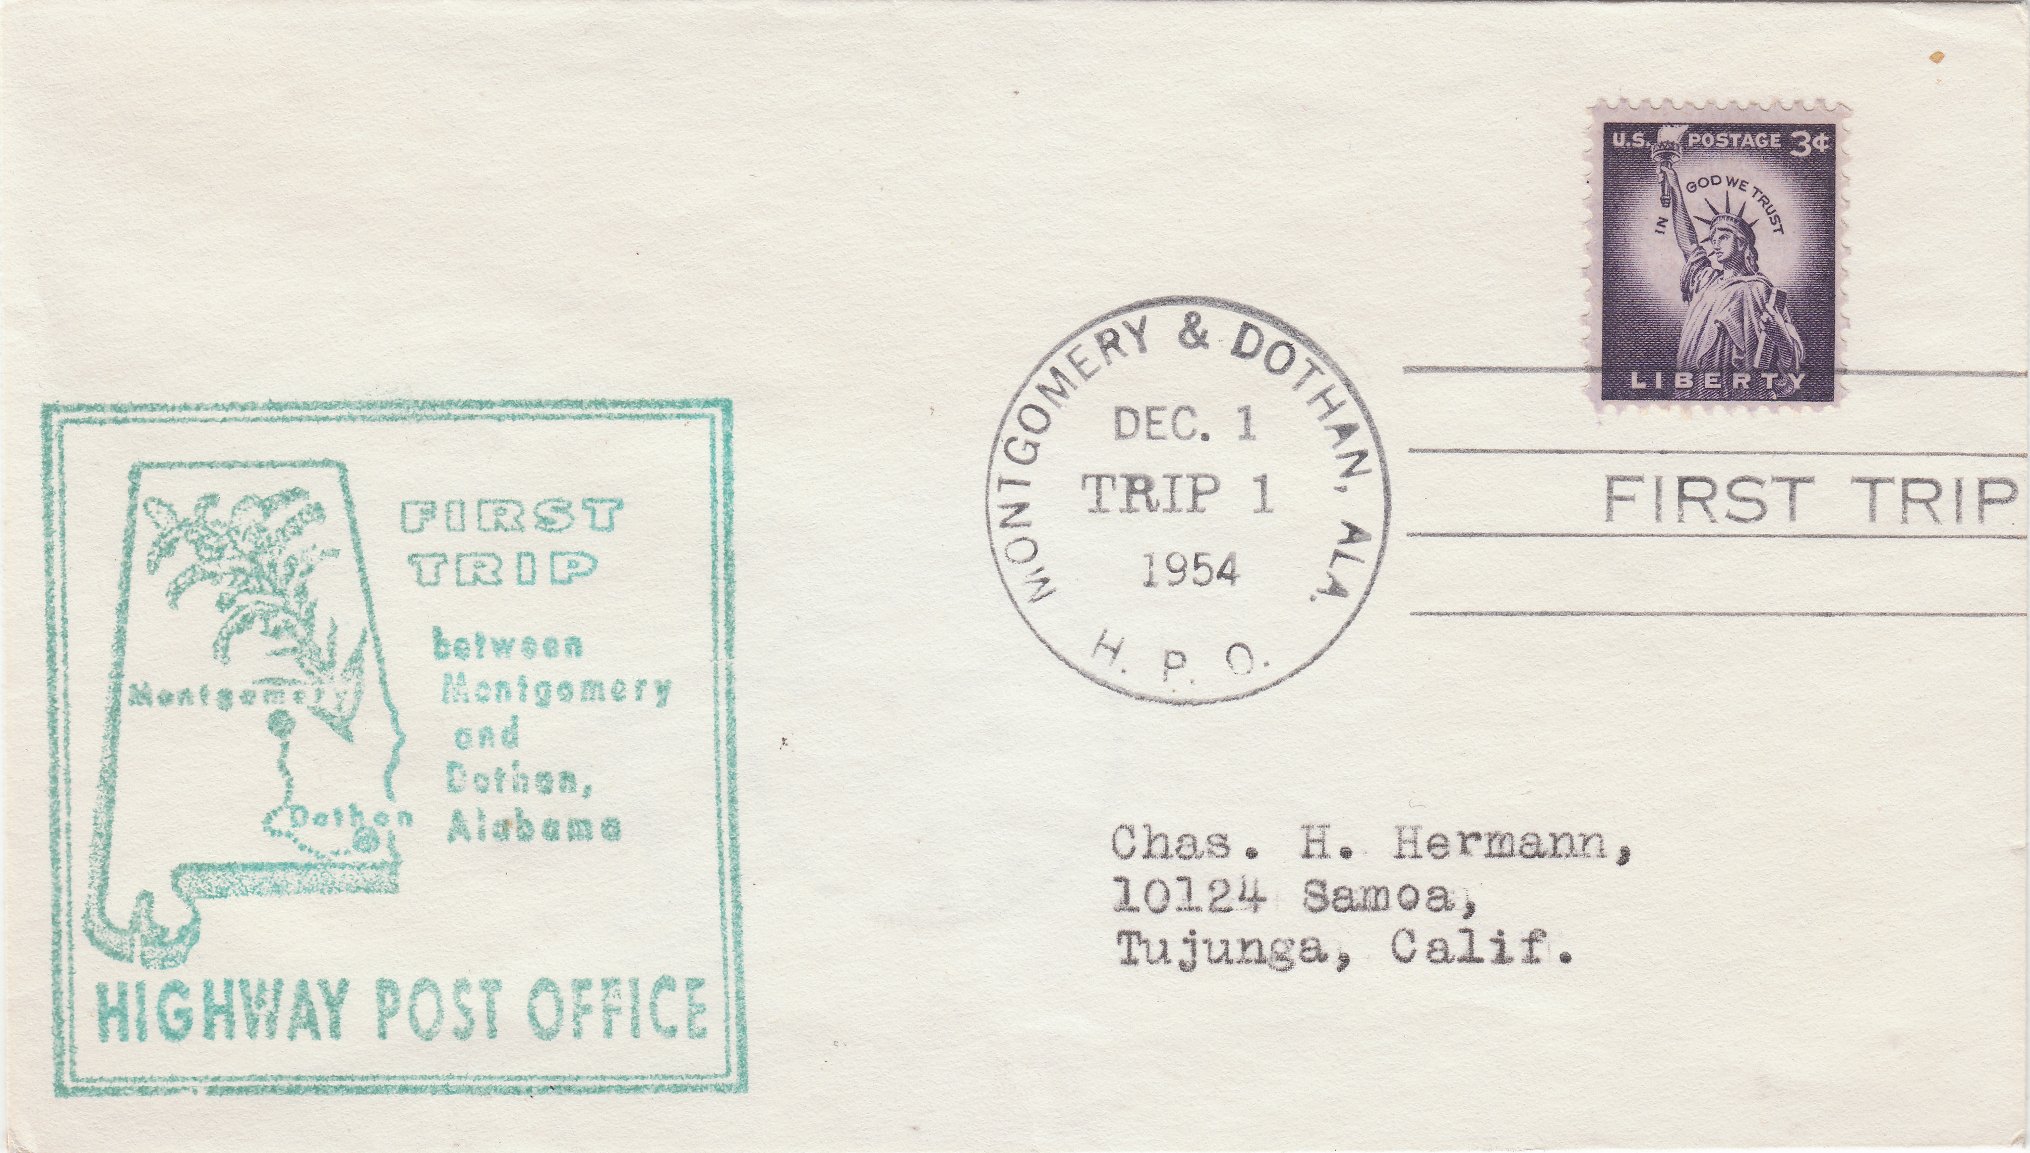 U.S. POSTAGE 3¢
IN GOD WE TRUST
LIBERTY
MONTGOMERY & DOTHAN, ALA.
DEC. 1
TRIP 1
1954
H. P. O.
FIRST TRIP
FIRST
TRIP
between
Montgomery
and
Dothan,
Alabama
Montgomery
Dothan
HIGHWAY POST OFFICE
Chas. H. Hermann,
10124 Samoa,
Tujunga, Calif.